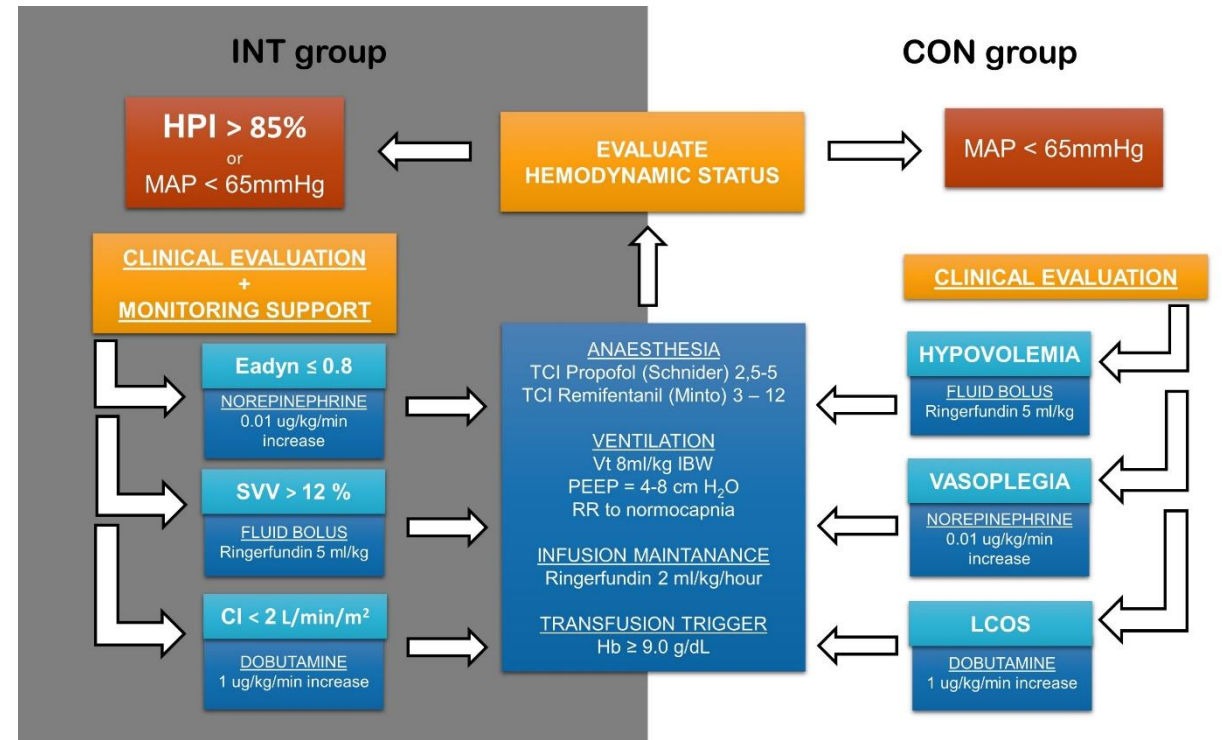 INT group
CON group
HPI > 85%
or
MAP < 65mmHg
EVALUATE
HEMODYNAMIC STATUS
MAP < 65mmHg
CLINICAL EVALUATION
+
MONITORING SUPPORT
Eadyn ≤ 0.8
NOREPINEPHRINE
0.01 ug/kg/min
increase
SVV > 12 %
FLUID BOLUS
Ringerfundin 5 ml/kg
CI < 2 L/min/m²
DOBUTAMINE
1 ug/kg/min increase
ANAESTHESIA
TCI Propofol (Schnider) 2,5-5
TCI Remifentanil (Minto) 3 – 12
VENTILATION
Vt 8ml/kg IBW
PEEP = 4-8 cm H₂O
RR to normocapnia
INFUSION MAINTANANCE
Ringerfundin 2 ml/kg/hour
TRANSFUSION TRIGGER
Hb ≥ 9.0 g/dL
CLINICAL EVALUATION
HYPOVOLEMIA
FLUID BOLUS
Ringerfundin 5 ml/kg
VASOPLEGIA
NOREPINEPHRINE
0.01 ug/kg/min
increase
LCOS
DOBUTAMINE
1 ug/kg/min increase